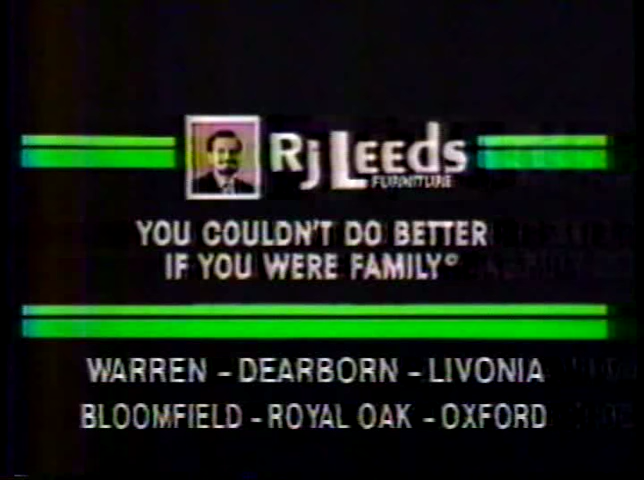 Rj LEEdS
FURNITURE
YOU COULDN'T DO BETTER
IF YOU WERE FAMILY©
WARREN - DEARBORN - LIVONIA
BLOOMFIELD - ROYAL OAK - OXFORD